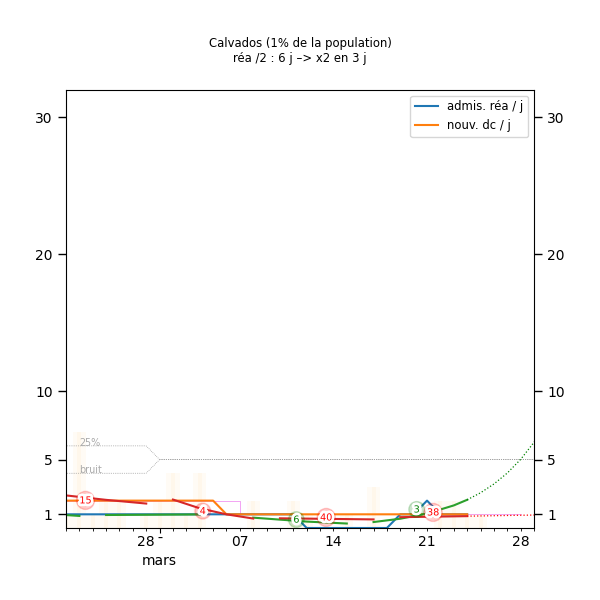 Calvados (1% de la population)
réa /2 : 6 j –> x2 en 3 j
admis. réa / j
nouv. dc / j
30 30
20 20
10 10
5 5
1 1
25%
bruit
15
4
6
40
3
38
28 07 14 21 28
mars